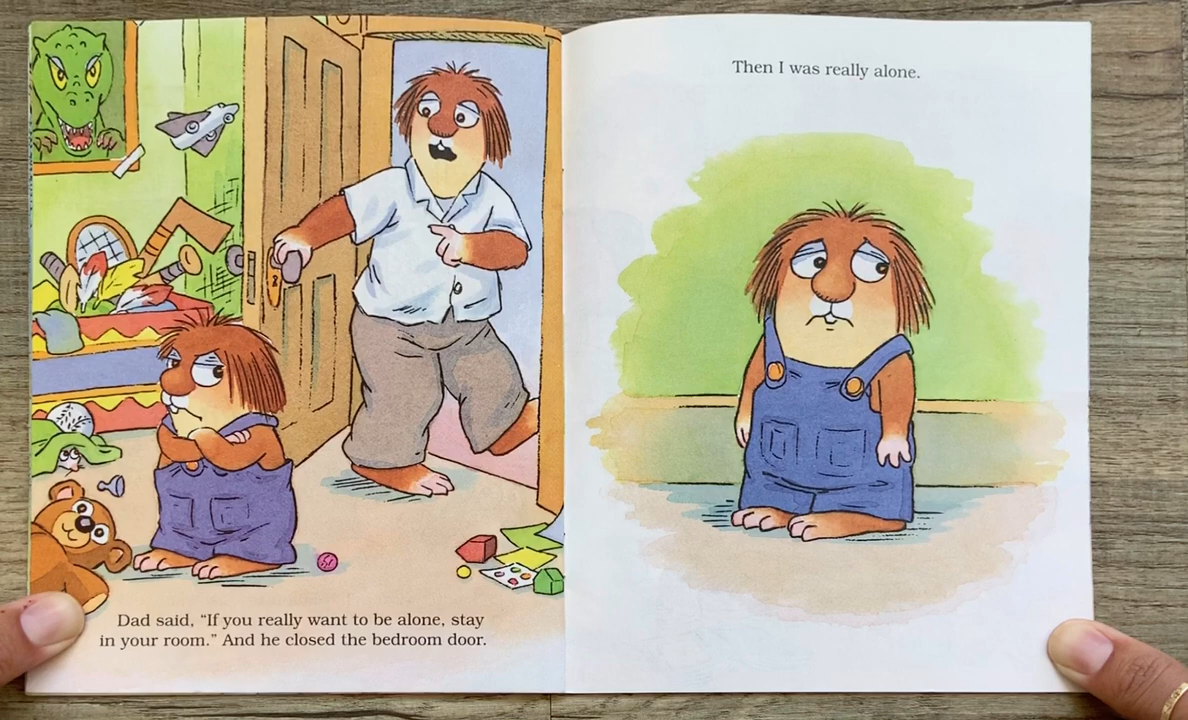 Dad said, “If you really want to be alone, stay
in your room.” And he closed the bedroom door.
Then I was really alone.